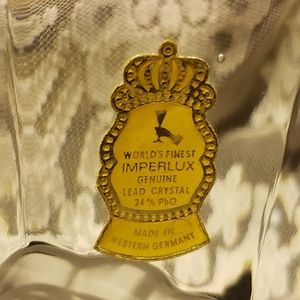 WORLD'S FINEST
IMPERLUX
GENUINE
LEAD CRYSTAL
24% PbO
MADE IN
WESTERN GERMANY